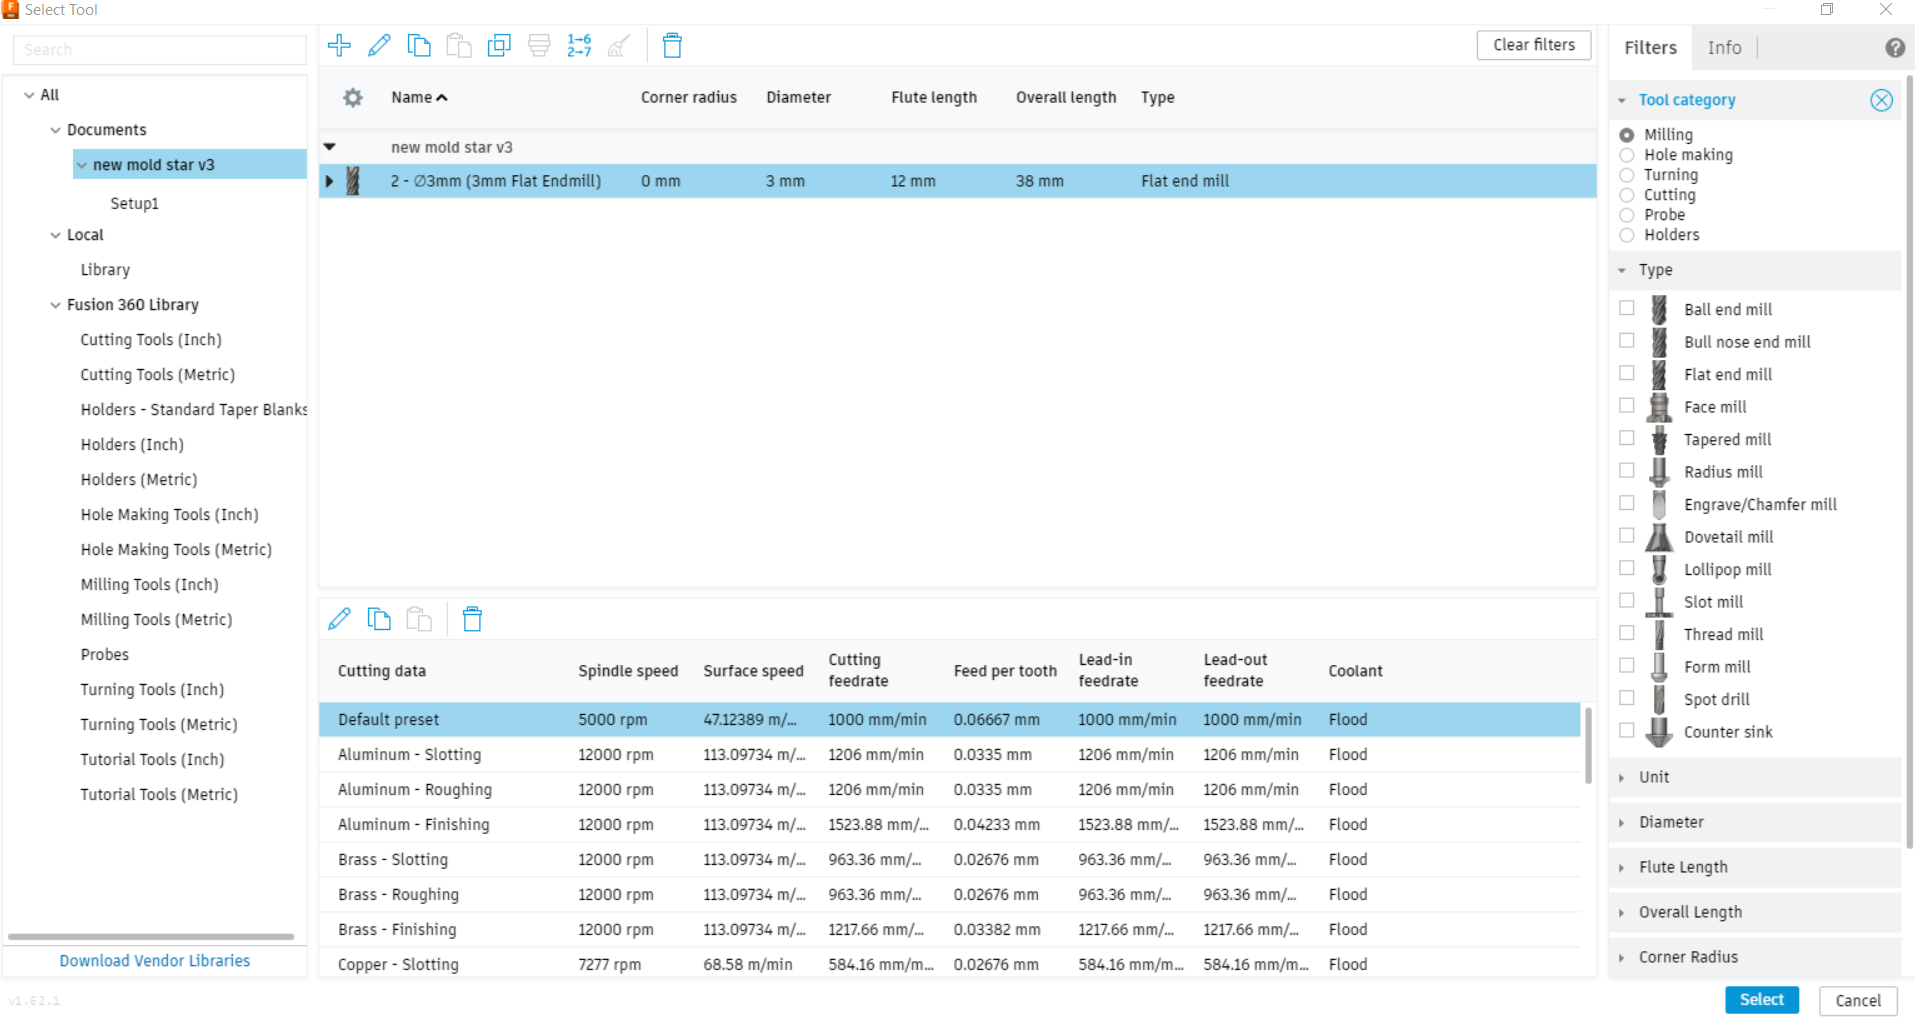 Select Tool
Search
All
Documents
new mold star v3
Setup1
Local
Library
Fusion 360 Library
Cutting Tools (Inch)
Cutting Tools (Metric)
Holders - Standard Taper Blanks
Holders (Inch)
Holders (Metric)
Hole Making Tools (Inch)
Hole Making Tools (Metric)
Milling Tools (Inch)
Milling Tools (Metric)
Probes
Turning Tools (Inch)
Turning Tools (Metric)
Tutorial Tools (Inch)
Tutorial Tools (Metric)
Download Vendor Libraries
v1.62.1
1→6
2→7
Clear filters
Name Corner radius Diameter Flute length Overall length Type
new mold star v3
2 - ∅3mm (3mm Flat Endmill) 0 mm 3 mm 12 mm 38 mm Flat end mill
Cutting data Spindle speed Surface speed Cutting feedrate Feed per tooth Lead-in feedrate Lead-out feedrate Coolant
Default preset 5000 rpm 47.12389 m/... 1000 mm/min 0.06667 mm 1000 mm/min 1000 mm/min Flood
Aluminum - Slotting 12000 rpm 113.09734 m/... 1206 mm/min 0.0335 mm 1206 mm/min 1206 mm/min Flood
Aluminum - Roughing 12000 rpm 113.09734 m/... 1206 mm/min 0.0335 mm 1206 mm/min 1206 mm/min Flood
Aluminum - Finishing 12000 rpm 113.09734 m/... 1523.88 mm/... 0.04233 mm 1523.88 mm/... 1523.88 mm/... Flood
Brass - Slotting 12000 rpm 113.09734 m/... 963.36 mm/... 0.02676 mm 963.36 mm/... 963.36 mm/... Flood
Brass - Roughing 12000 rpm 113.09734 m/... 963.36 mm/... 0.02676 mm 963.36 mm/... 963.36 mm/... Flood
Brass - Finishing 12000 rpm 113.09734 m/... 1217.66 mm/... 0.03382 mm 1217.66 mm/... 1217.66 mm/... Flood
Copper - Slotting 7277 rpm 68.58 m/min 584.16 mm/m... 0.02676 mm 584.16 mm/m... 584.16 mm/m... Flood
Filters Info ?
Tool category
Milling
Hole making
Turning
Cutting
Probe
Holders
Type
Ball end mill
Bull nose end mill
Flat end mill
Face mill
Tapered mill
Radius mill
Engrave/Chamfer mill
Dovetail mill
Lollipop mill
Slot mill
Thread mill
Form mill
Spot drill
Counter sink
Unit
Diameter
Flute Length
Overall Length
Corner Radius
Select Cancel